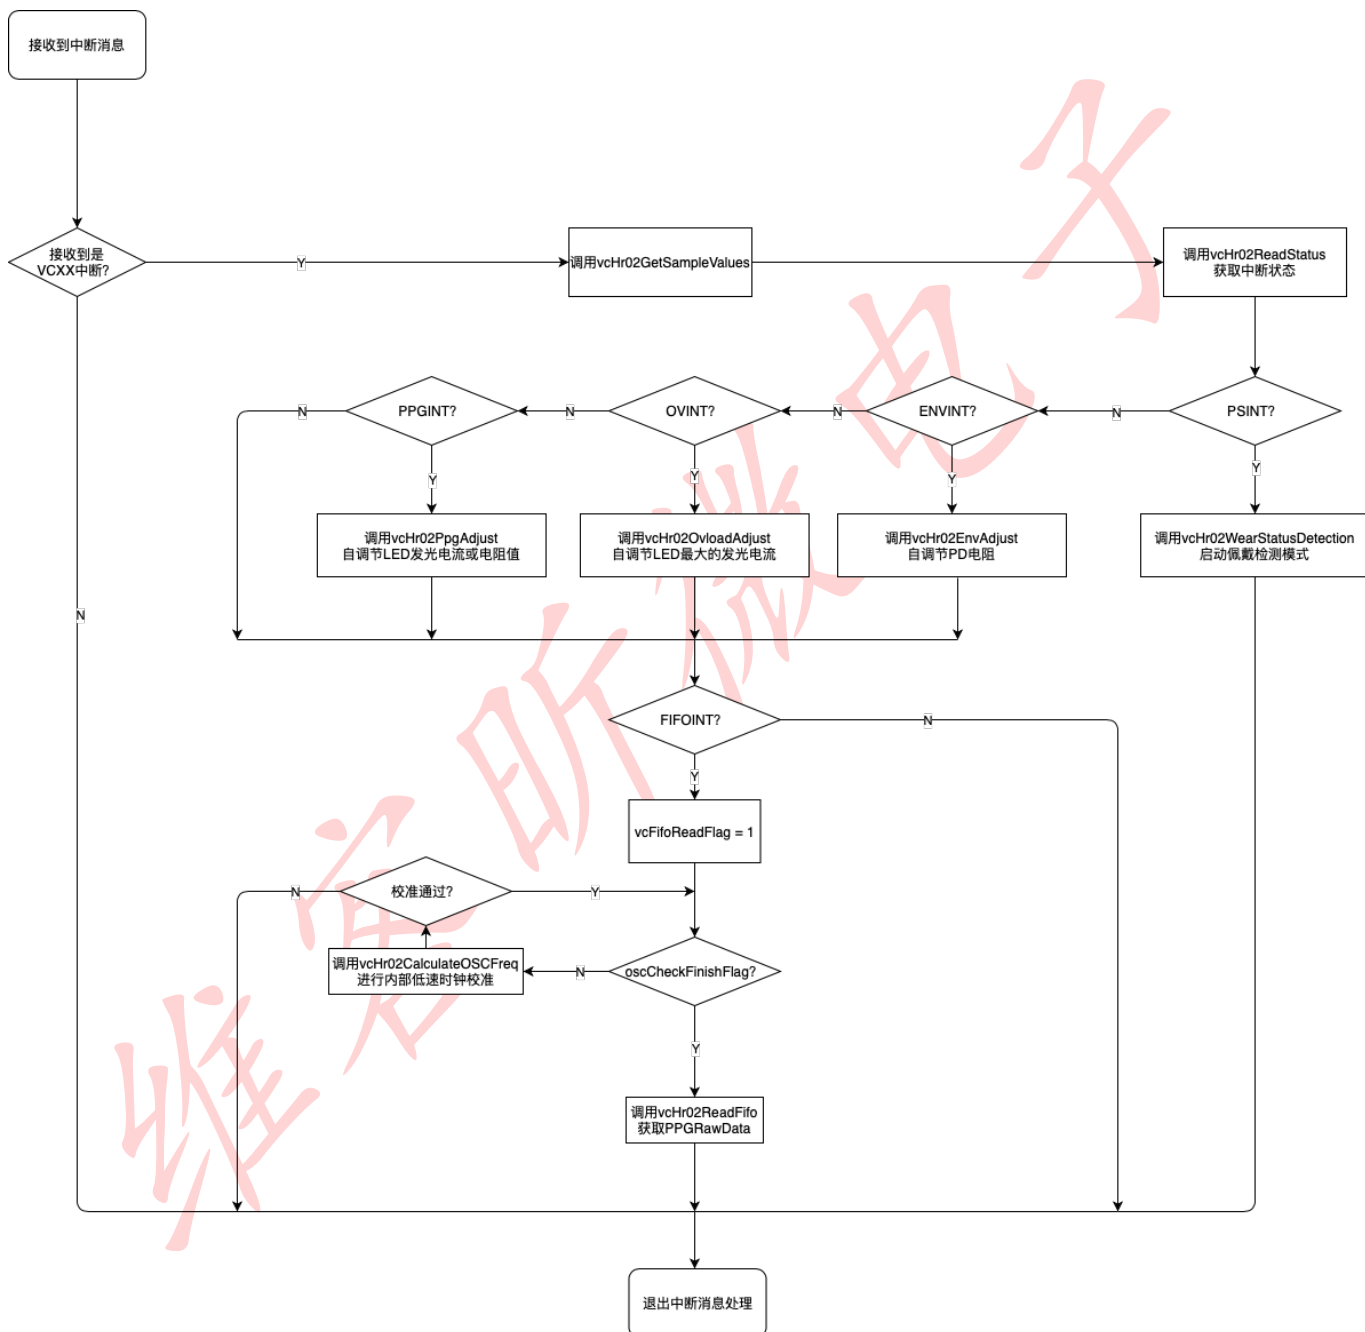 接收到中断消息
接收到是
VCXX中断?
Y
调用vcHr02GetSampleValues
调用vcHr02ReadStatus
获取中断状态
PPGINT?
N
OVINT?
N
ENVINT?
N
PSINT?
N
Y
Y
Y
Y
调用vcHr02PpgAdjust
自调节LED发光电流或电阻值
调用vcHr02OvloadAdjust
自调节LED最大的发光电流
调用vcHr02EnvAdjust
自调节PD电阻
调用vcHr02WearStatusDetection
启动佩戴检测模式
N
FIFOINT?
N
Y
vcFifoReadFlag = 1
N
校准通过?
Y
调用vcHr02CalculateOSCFreq
进行内部低速时钟校准
N
oscCheckFinishFlag?
Y
调用vcHr02ReadFifo
获取PPGRawData
退出中断消息处理
维客昕微电子